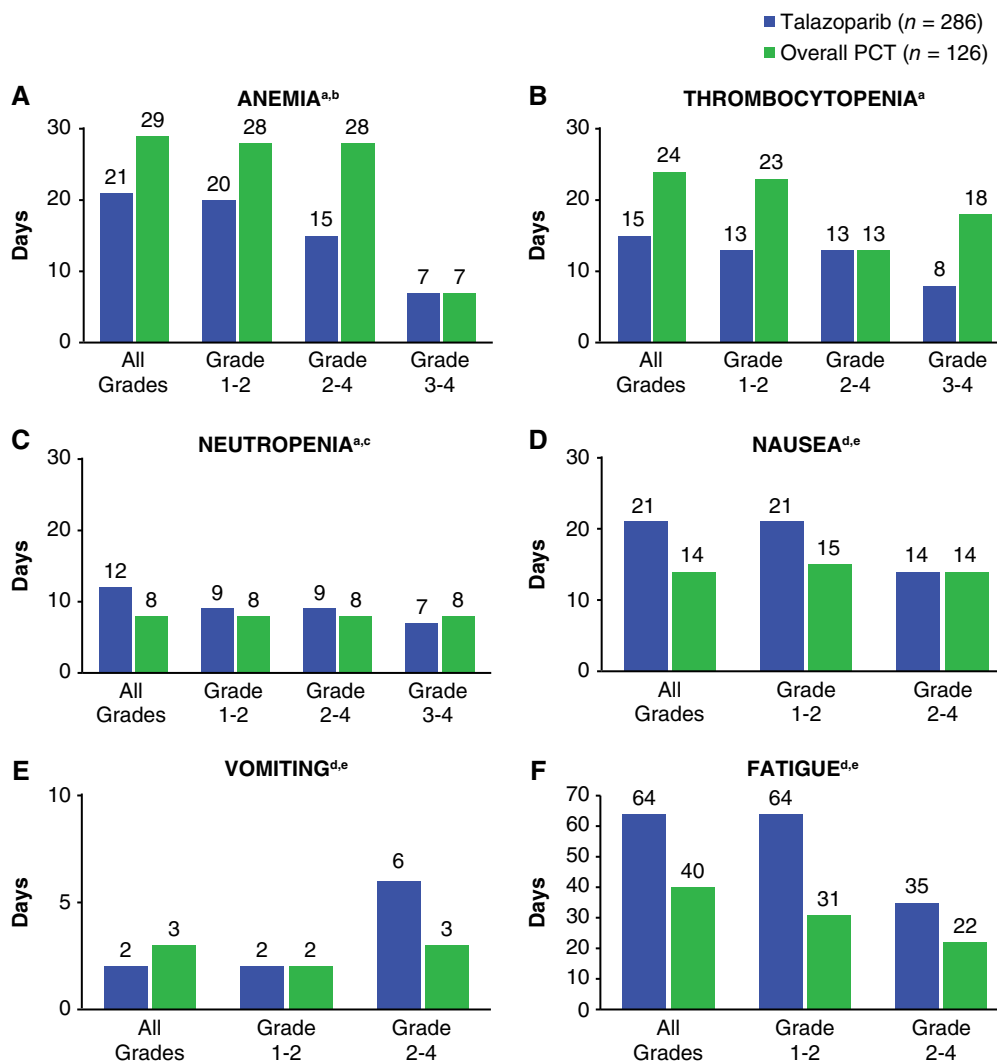 Talazoparib (n = 286)
Overall PCT (n = 126)
A
ANEMIAa,b
Days
30
20
10
0
21
29
20
28
15
28
7
7
All Grades
Grade 1-2
Grade 2-4
Grade 3-4
B
THROMBOCYTOPENIAa
Days
30
20
10
0
15
24
13
23
13
13
8
18
All Grades
Grade 1-2
Grade 2-4
Grade 3-4
C
NEUTROPENIAa,c
Days
30
20
10
0
12
8
9
8
9
8
7
8
All Grades
Grade 1-2
Grade 2-4
Grade 3-4
D
NAUSEAd,e
Days
30
20
10
0
21
14
21
15
14
14
All Grades
Grade 1-2
Grade 2-4
E
VOMITINGd,e
Days
10
5
0
2
3
2
2
6
3
All Grades
Grade 1-2
Grade 2-4
F
FATIGUEd,e
Days
70
60
50
40
30
20
10
0
64
40
64
31
35
22
All Grades
Grade 1-2
Grade 2-4